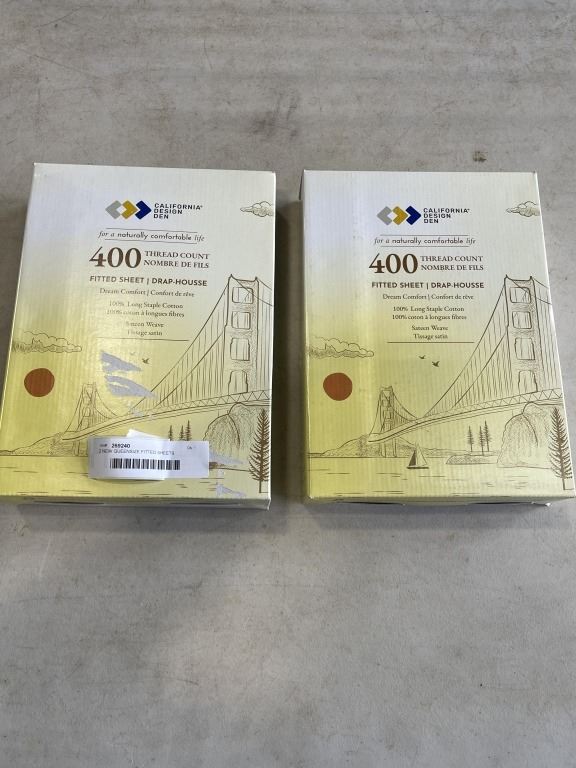 CALIFORNIA®
DESIGN
DEN
for a naturally comfortable life
400 THREAD COUNT
NOMBRE DE FILS
FITTED SHEET | DRAP-HOUSSE
Dream Comfort | Confort de rêve
100% Long Staple Cotton
100% coton à longues fibres
Sateen Weave
Tissage satin
269240
2 NEW QUEENSIZE FITTED SHEETS
CALIFORNIA®
DESIGN
DEN
for a naturally comfortable life
400 THREAD COUNT
NOMBRE DE FILS
FITTED SHEET | DRAP-HOUSSE
Dream Comfort | Confort de rêve
100% Long Staple Cotton
100% coton à longues fibres
Sateen Weave
Tissage satin